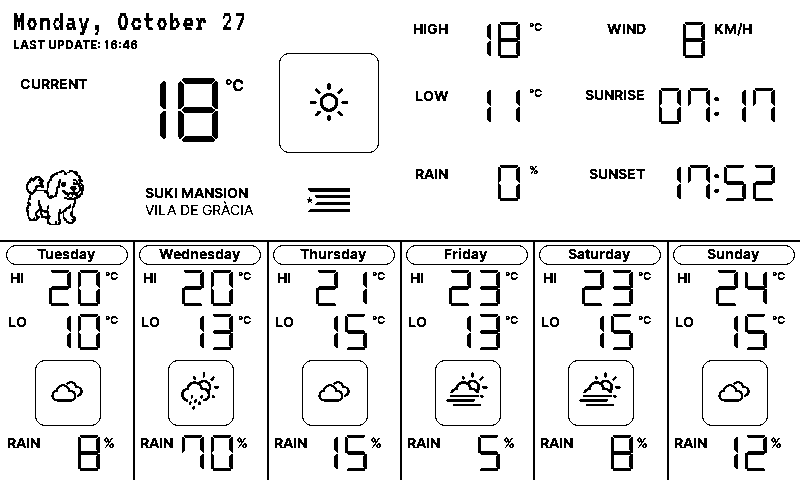 Monday, October 27
LAST UPDATE: 16:46
CURRENT 18 °C
HIGH 18 °C
WIND 8 KM/H
LOW 11 °C
SUNRISE 07:17
RAIN 0 %
SUNSET 17:52
SUKI MANSION
VILA DE GRÀCIA
Tuesday
HI 20 °C
LO 10 °C
RAIN 8 %
Wednesday
HI 20 °C
LO 13 °C
RAIN 70 %
Thursday
HI 21 °C
LO 15 °C
RAIN 15 %
Friday
HI 23 °C
LO 13 °C
RAIN 5 %
Saturday
HI 23 °C
LO 15 °C
RAIN 8 %
Sunday
HI 24 °C
LO 15 °C
RAIN 12 %